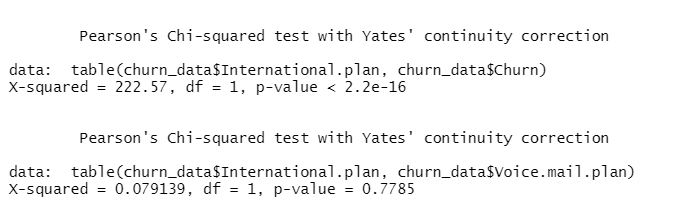 Pearson's Chi-squared test with Yates' continuity correction
data:  table(churn_data$International.plan, churn_data$Churn)
X-squared = 222.57, df = 1, p-value < 2.2e-16
Pearson's Chi-squared test with Yates' continuity correction
data:  table(churn_data$International.plan, churn_data$Voice.mail.plan)
X-squared = 0.079139, df = 1, p-value = 0.7785